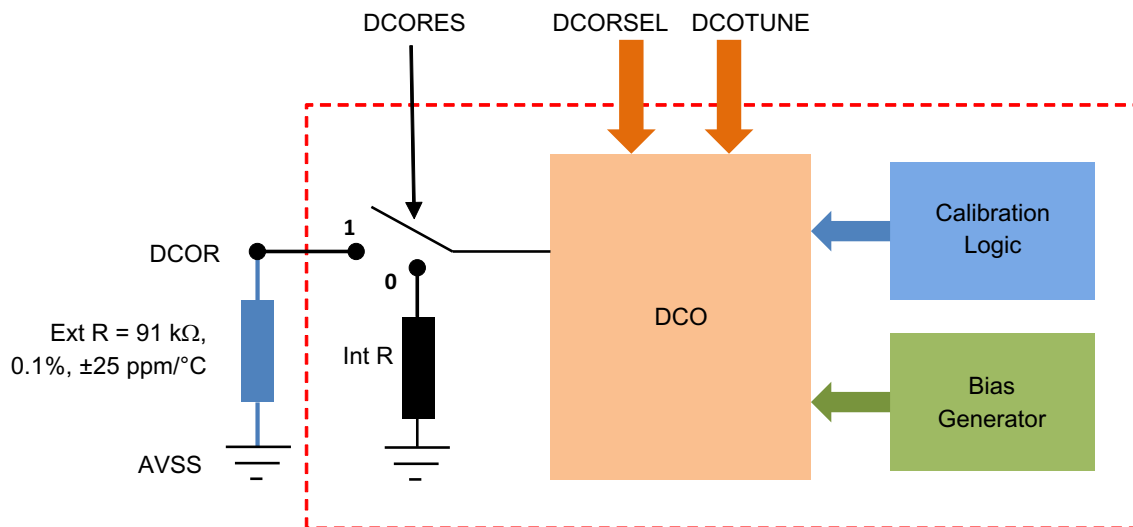 DCORES
DCORSEL
DCOTUNE
1
DCOR
0
Ext R = 91 kΩ,
0.1%, ±25 ppm/°C
Int R
AVSS
DCO
Calibration
Logic
Bias
Generator